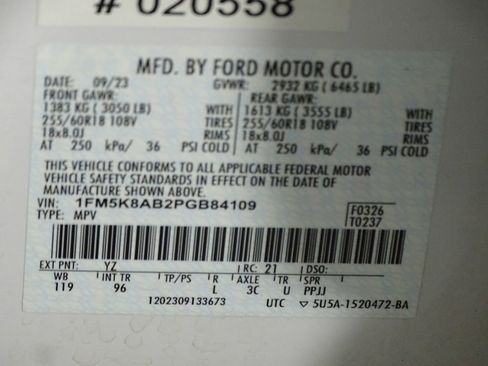 # 020558
MFD. BY FORD MOTOR CO.
DATE: 09/23 GVWR: 2932 KG ( 6465 LB)
FRONT GAWR: REAR GAWR:
1383 KG ( 3050 LB) WITH 1613 KG ( 3555 LB) WITH
255/60R18 108V TIRES 255/60R18 108V TIRES
18x8.0J RIMS 18x8.0J RIMS
AT 250 kPa/ 36 PSI COLD AT 250 kPa/ 36 PSI COLD
THIS VEHICLE CONFORMS TO ALL APPLICABLE FEDERAL MOTOR
VEHICLE SAFETY STANDARDS IN EFFECT ON THE DATE OF
MANUFACTURE SHOWN ABOVE.
VIN: 1FM5K8AB2PGB84109 F0326
TYPE: MPV T0237
EXT PNT: YZ RC: 21 DSO:
WB INT TR TP/PS R AXLE TR SPR
119 96 L 3C U PPJJ
1202309133673 UTC ▽ 5U5A-1520472-BA